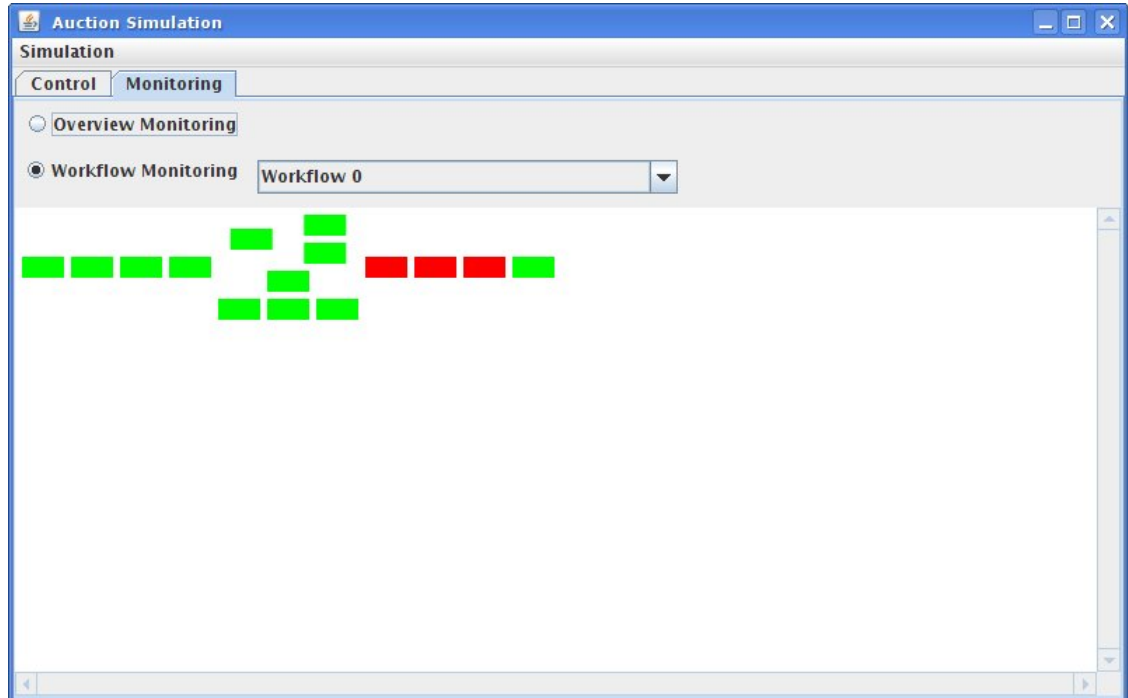 Auction Simulation
Simulation
Control Monitoring
Overview Monitoring
Workflow Monitoring Workflow 0